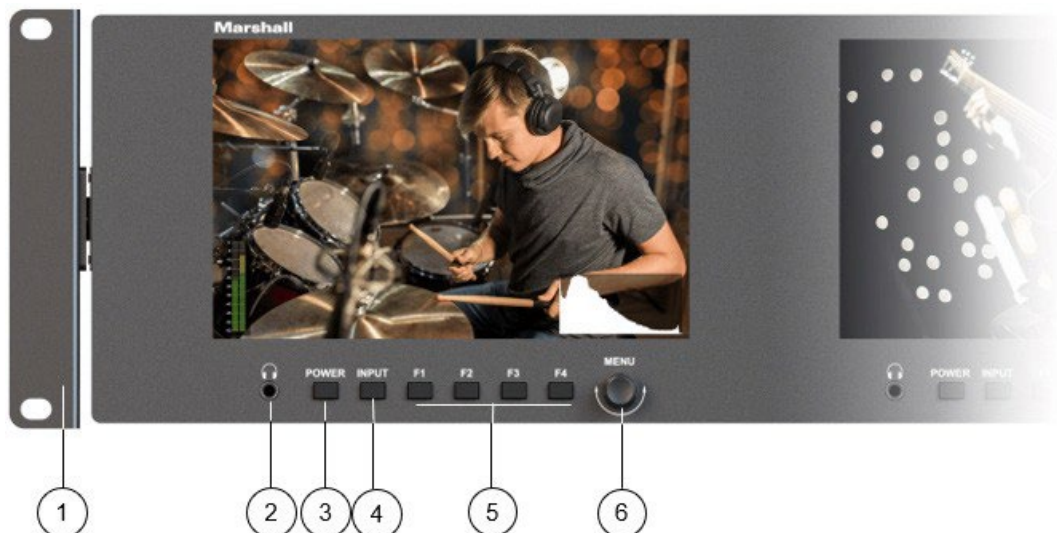 Marshall
MENU
POWER INPUT F1 F2 F3 F4
POWER INPUT
1 2 3 4 5 6